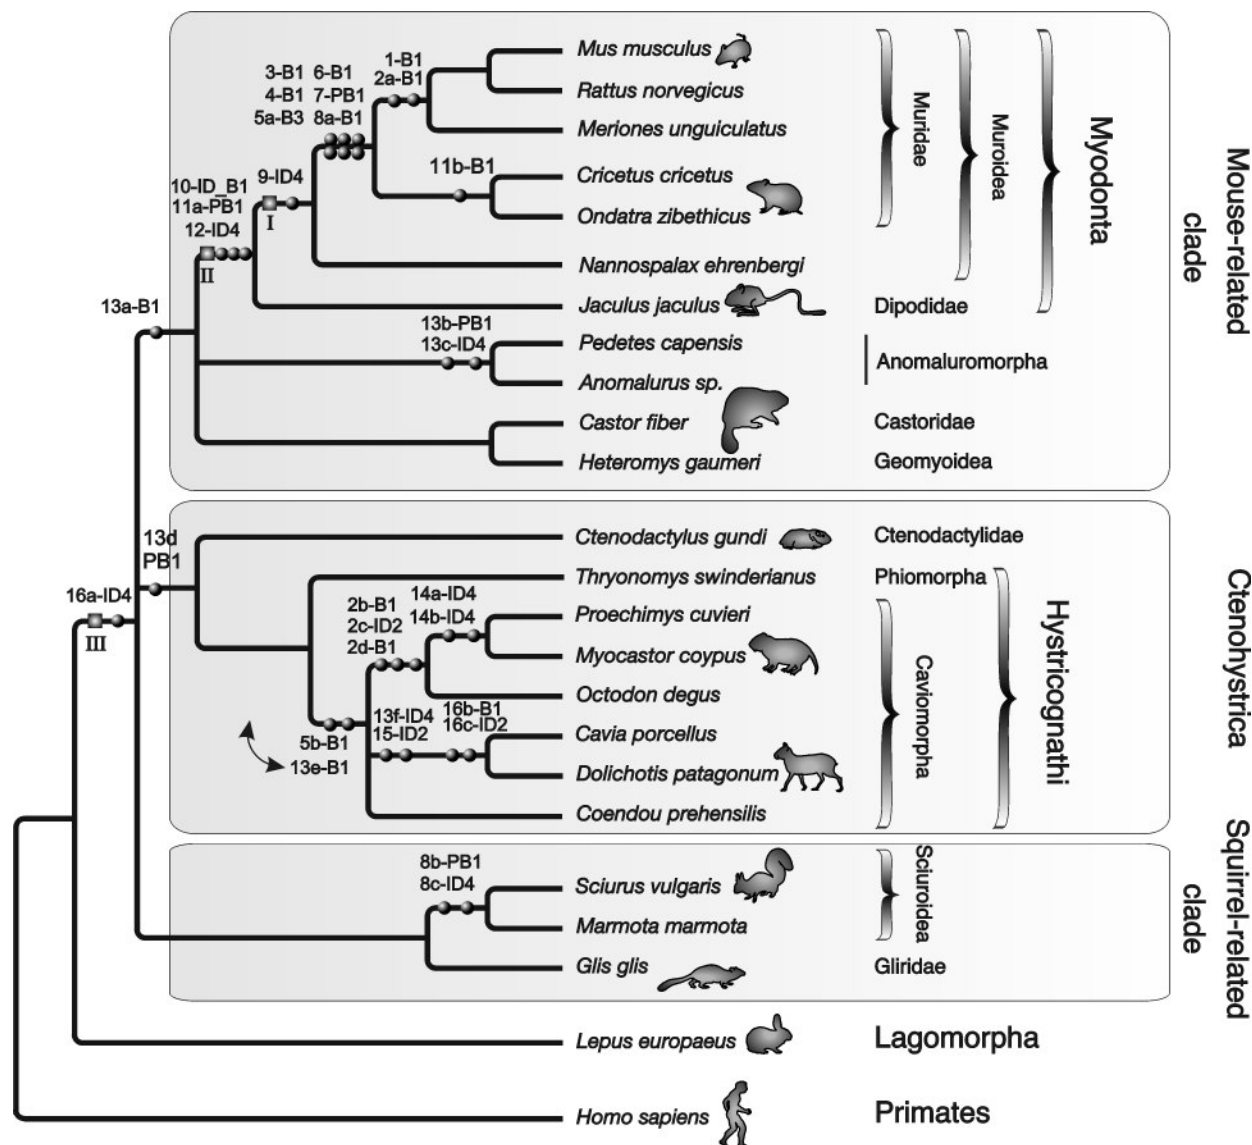 Mus musculus
Rattus norvegicus
Meriones unguiculatus
Cricetus cricetus
Ondatra zibethicus
Nannospalax ehrenbergi
Jaculus jaculus
Pedetes capensis
Anomalurus sp.
Castor fiber
Heteromys gaumeri
Muridae
Muroidea
Myodonta
Dipodidae
Anomaluromorpha
Castoridae
Geomyoidea
Mouse-related
clade
1-B1
2a-B1
3-B1 6-B1
4-B1 7-PB1
5a-B3 8a-B1
11b-B1
9-ID4
I
10-ID_B1
11a-PB1
12-ID4
II
13a-B1
13b-PB1
13c-ID4
Ctenodactylus gundi
Thryonomys swinderianus
Proechimys cuvieri
Myocastor coypus
Octodon degus
Cavia porcellus
Dolichotis patagonum
Coendou prehensilis
Ctenodactylidae
Phiomorpha
Caviomorpha
Hystricognathi
Ctenohystrica
13d
PB1
16a-ID4
III
2b-B1
2c-ID2
2d-B1
14a-ID4
14b-ID4
5b-B1
13e-B1
13f-ID4
15-ID2
16b-B1
16c-ID2
Sciurus vulgaris
Marmota marmota
Glis glis
Sciuroidea
Gliridae
Squirrel-related
clade
8b-PB1
8c-ID4
Lepus europaeus
Lagomorpha
Homo sapiens
Primates